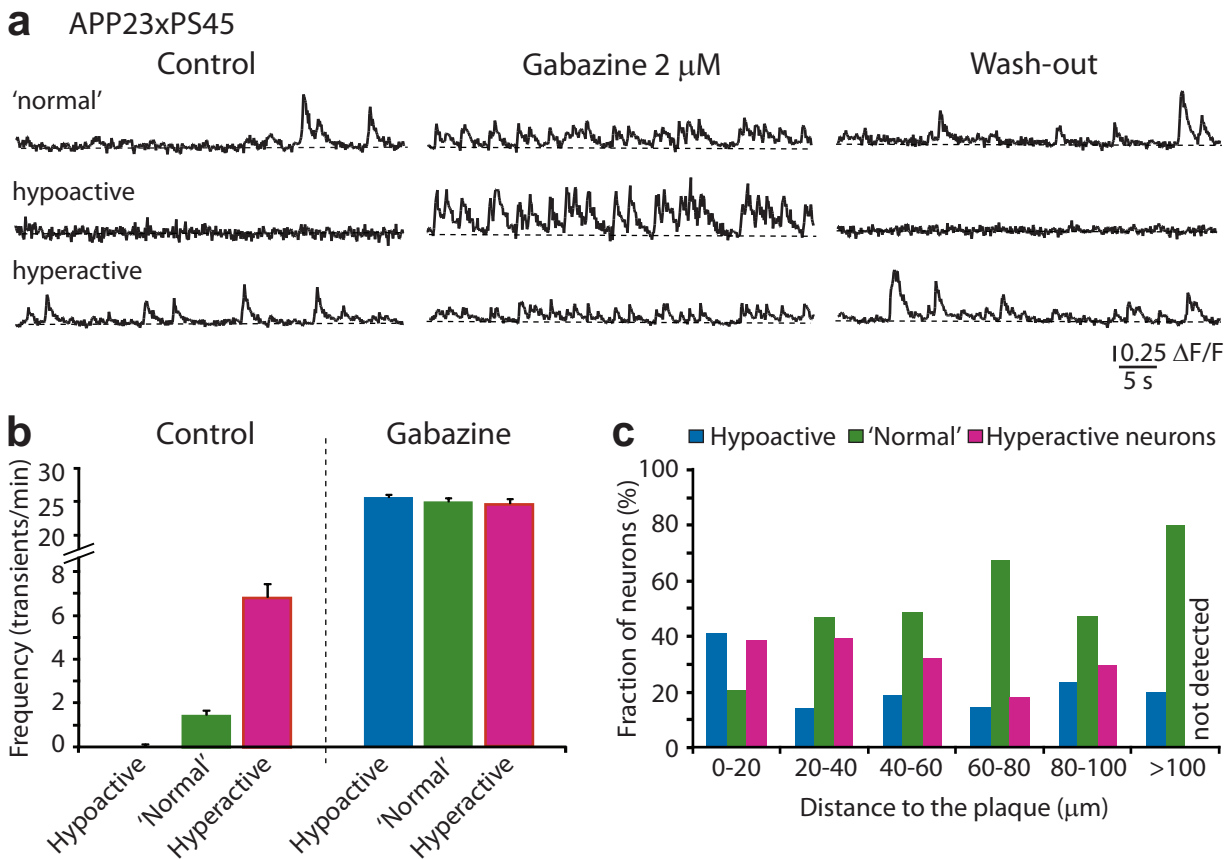 a APP23xPS45
Control Gabazine 2 μM Wash-out
'normal'
hypoactive
hyperactive
0.25 ΔF/F
5 s
b Control Gabazine
Frequency (transients/min)
30
25
20
8
6
4
2
0
Hypoactive 'Normal' Hyperactive Hypoactive 'Normal' Hyperactive
c Hypoactive 'Normal' Hyperactive neurons
Fraction of neurons (%)
100
80
60
40
20
0
not detected
0-20 20-40 40-60 60-80 80-100 >100
Distance to the plaque (μm)